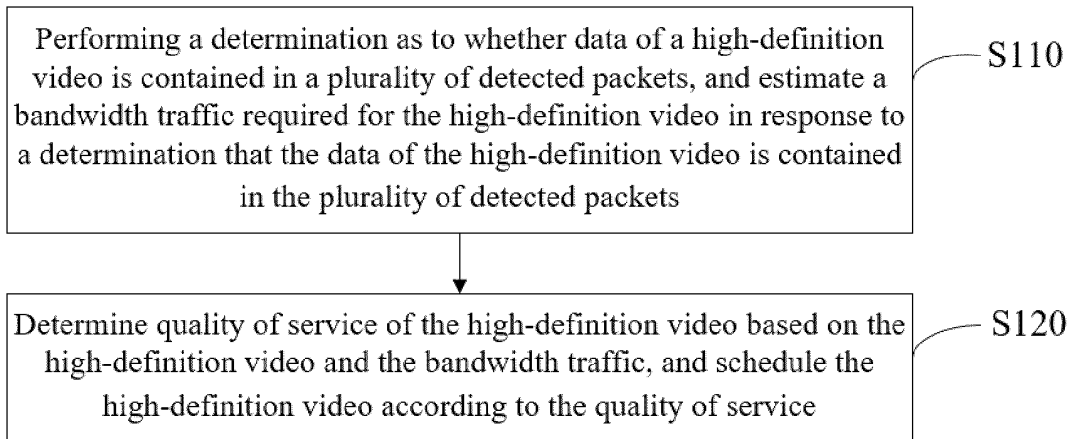 Performing a determination as to whether data of a high-definition
video is contained in a plurality of detected packets, and estimate a
bandwidth traffic required for the high-definition video in response to
a determination that the data of the high-definition video is contained
in the plurality of detected packets
S110
Determine quality of service of the high-definition video based on the
high-definition video and the bandwidth traffic, and schedule the
high-definition video according to the quality of service
S120